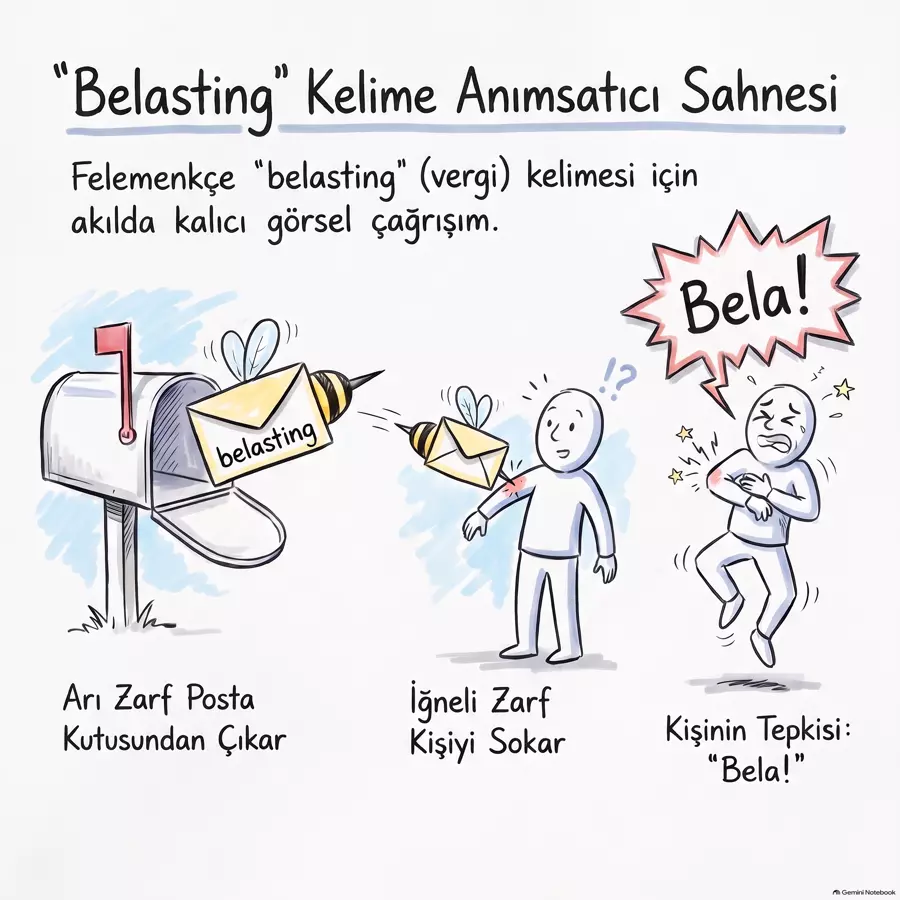 "Belasting" Kelime Anımsatıcı Sahnesi
Felemenkçe "belasting" (vergi) kelimesi için
akılda kalıcı görsel çağrışım.
Bela!
belasting
!?
Arı Zarf Posta
Kutusundan Çıkar
İğneli Zarf
Kişiyi Sokar
Kişinin Tepkisi:
"Bela!"
Gemini Notebook